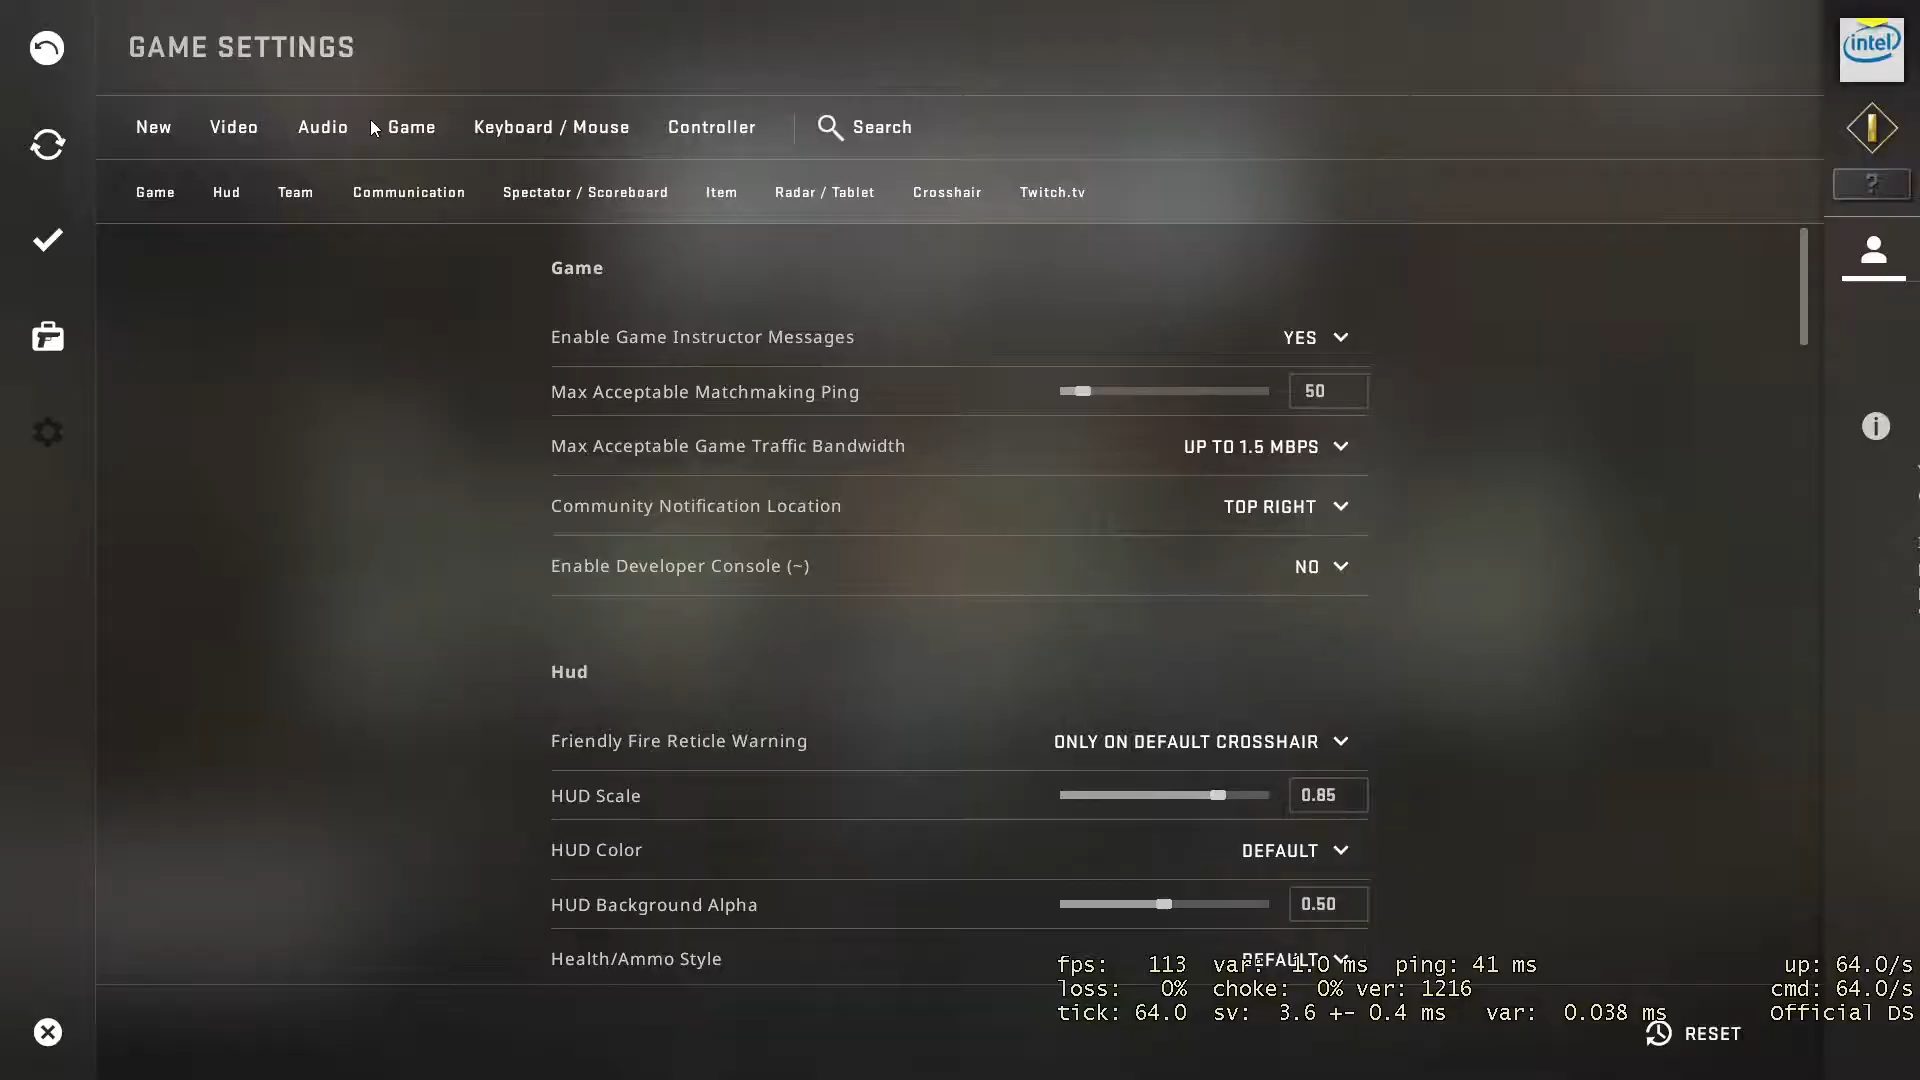 GAME SETTINGS
intel
New Video Audio Game Keyboard / Mouse Controller Search
?
Game Hud Team Communication Spectator / Scoreboard Item Radar / Tablet Crosshair Twitch.tv
Game
Enable Game Instructor Messages YES
Max Acceptable Matchmaking Ping 50
Max Acceptable Game Traffic Bandwidth UP TO 1.5 MBPS
Community Notification Location TOP RIGHT
Enable Developer Console (~) NO
Hud
Friendly Fire Reticle Warning ONLY ON DEFAULT CROSSHAIR
HUD Scale 0.85
HUD Color DEFAULT
HUD Background Alpha 0.50
Health/Ammo Style DEFAULT
fps: 113 var: 1.0 ms ping: 41 ms up: 64.0/s
loss: 0% choke: 0% ver: 1216 cmd: 64.0/s
tick: 64.0 sv: 3.6 +- 0.4 ms var: 0.038 ms Official DS
RESET